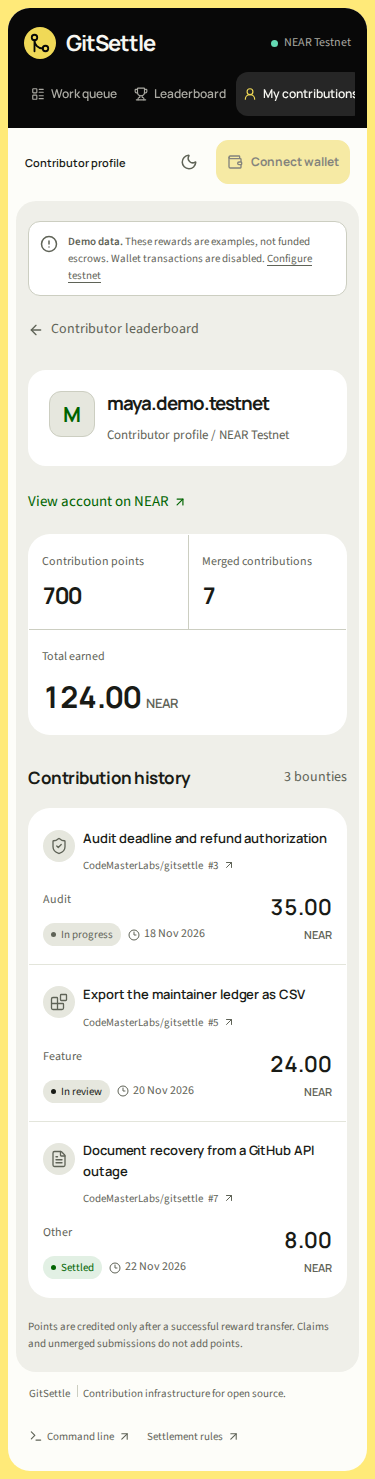 GitSettle
NEAR Testnet
Work queue
Leaderboard
My contributions
Contributor profile
Connect wallet
Demo data. These rewards are examples, not funded
escrows. Wallet transactions are disabled. Configure
testnet
Contributor leaderboard
M
maya.demo.testnet
Contributor profile / NEAR Testnet
View account on NEAR
Contribution points
700
Merged contributions
7
Total earned
124.00 NEAR
Contribution history
3 bounties
Audit deadline and refund authorization
CodeMasterLabs/gitsettle #3
Audit
35.00
In progress
18 Nov 2026
NEAR
Export the maintainer ledger as CSV
CodeMasterLabs/gitsettle #5
Feature
24.00
In review
20 Nov 2026
NEAR
Document recovery from a GitHub API
outage
CodeMasterLabs/gitsettle #7
Other
8.00
Settled
22 Nov 2026
NEAR
Points are credited only after a successful reward transfer. Claims
and unmerged submissions do not add points.
GitSettle
Contribution infrastructure for open source.
Command line
Settlement rules